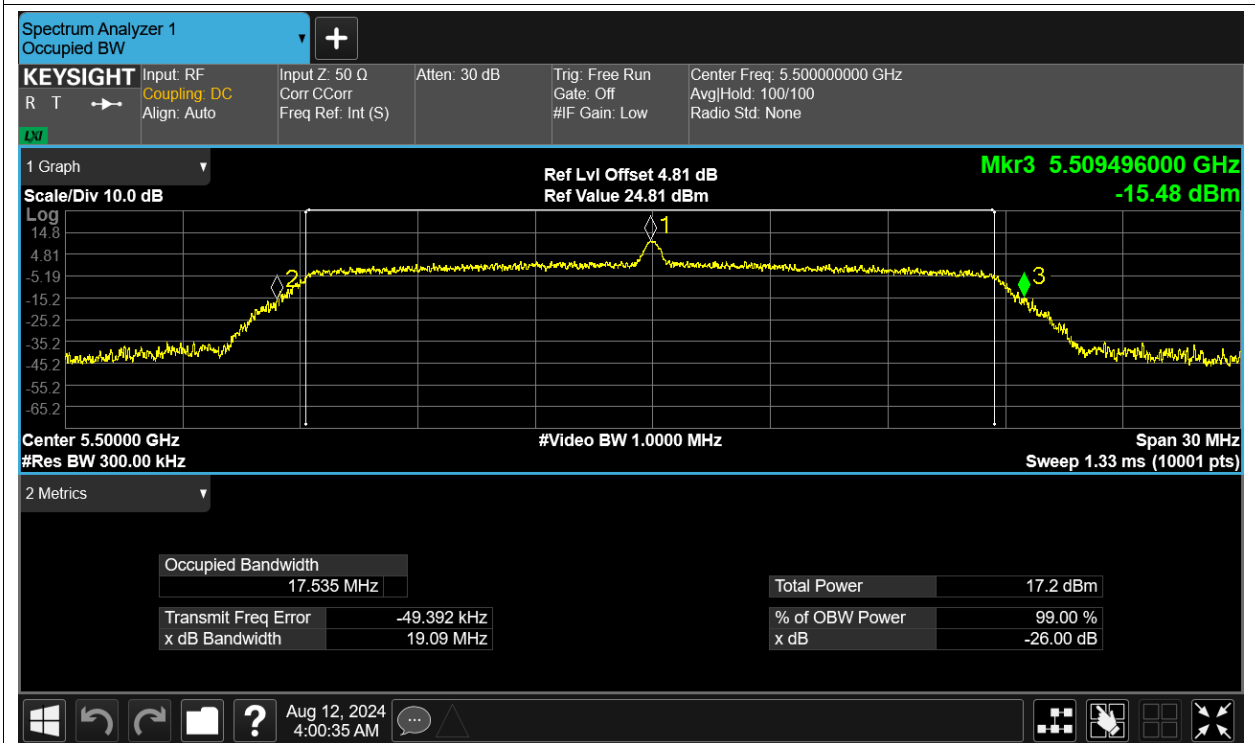 Spectrum Analyzer 1
Occupied BW
KEYSIGHT
R T
LXI
Input: RF
Coupling: DC
Align: Auto
Input Z: 50 Ω
Corr CCorr
Freq Ref: Int (S)
Atten: 30 dB
Trig: Free Run
Gate: Off
#IF Gain: Low
Center Freq: 5.500000000 GHz
Avg|Hold: 100/100
Radio Std: None
1 Graph
Scale/Div 10.0 dB
Ref Lvl Offset 4.81 dB
Ref Value 24.81 dBm
Mkr3 5.509496000 GHz
-15.48 dBm
Log
14.8
4.81
-5.19
-15.2
-25.2
-35.2
-45.2
-55.2
-65.2
1
2
3
Center 5.50000 GHz
#Res BW 300.00 kHz
#Video BW 1.0000 MHz
Span 30 MHz
Sweep 1.33 ms (10001 pts)
2 Metrics
Occupied Bandwidth
17.535 MHz
Transmit Freq Error -49.392 kHz
x dB Bandwidth 19.09 MHz
Total Power 17.2 dBm
% of OBW Power 99.00 %
x dB -26.00 dB
?
Aug 12, 2024
4:00:35 AM